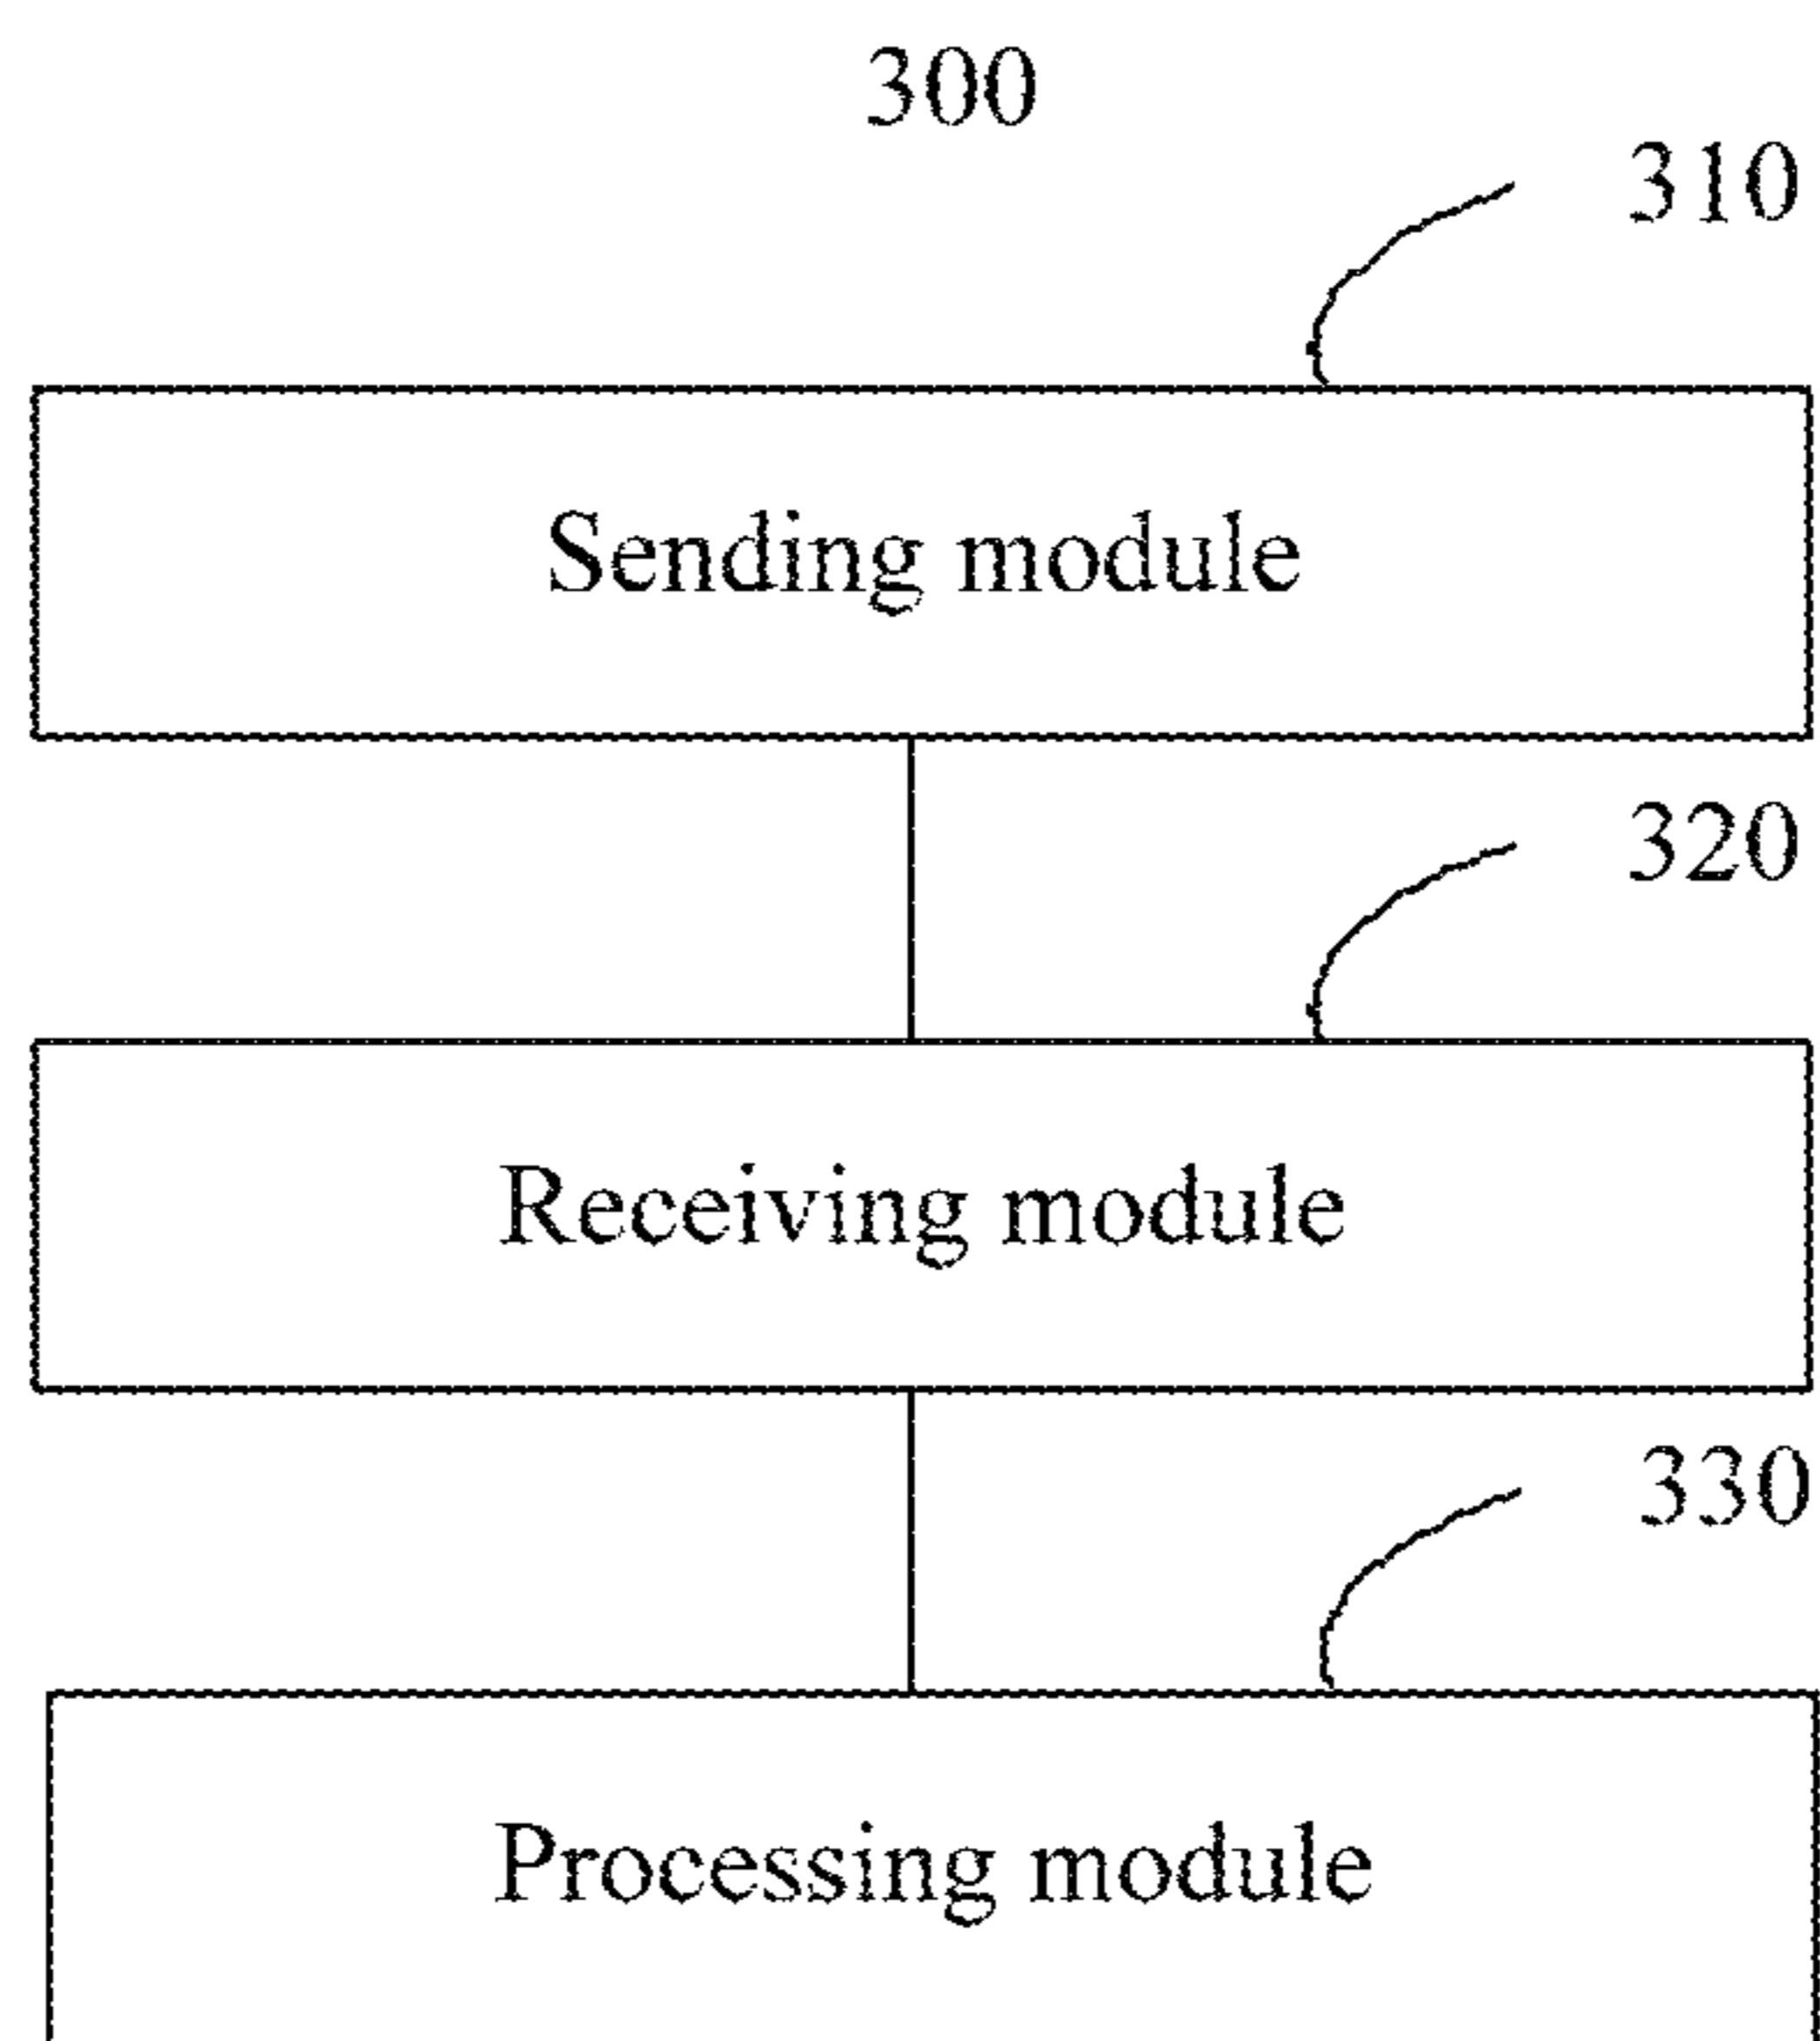 300
310
Sending module
320
Receiving module
330
Processing module